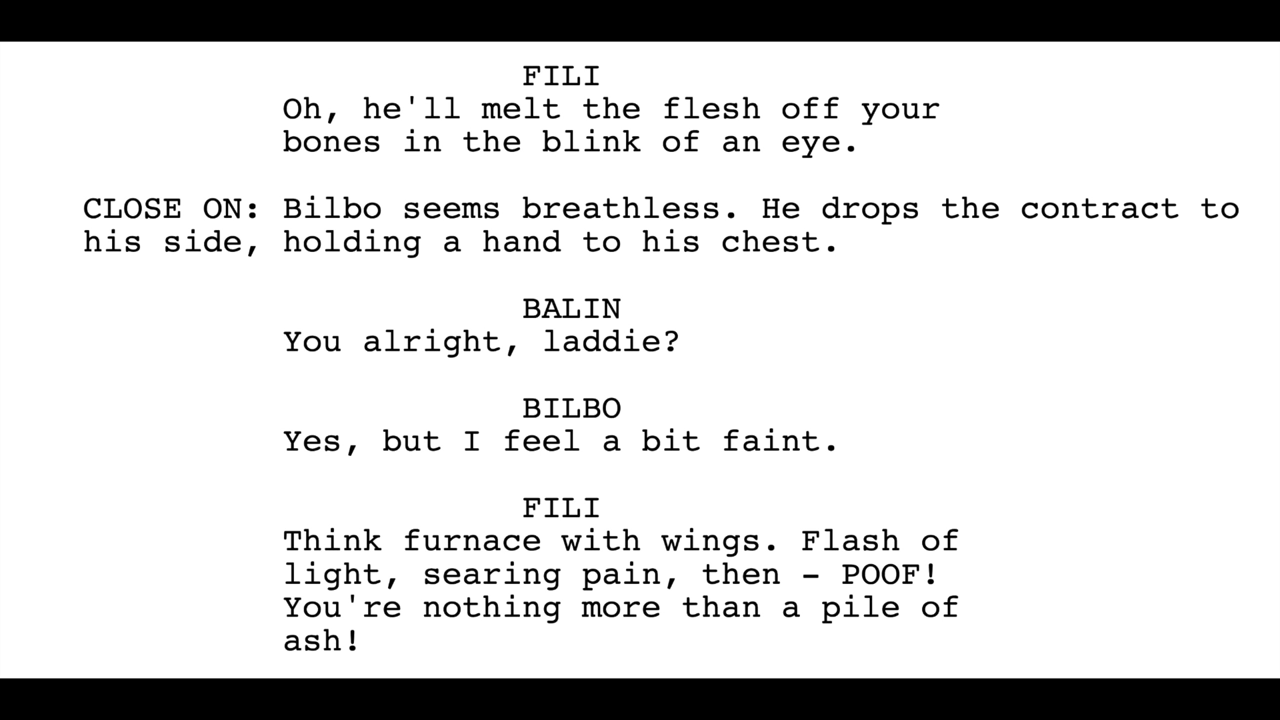 FILI
Oh, he'll melt the flesh off your
bones in the blink of an eye.
CLOSE ON: Bilbo seems breathless. He drops the contract to
his side, holding a hand to his chest.
BALIN
You alright, laddie?
BILBO
Yes, but I feel a bit faint.
FILI
Think furnace with wings. Flash of
light, searing pain, then – POOF!
You're nothing more than a pile of
ash!